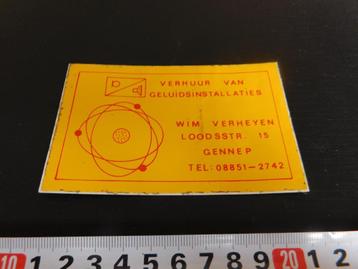 VERHUUR VAN
GELUIDSINSTALLATIES
WIM VERHEYEN
LOODSSTR. 15
GENNEP
TEL: 08851-2742
10 1 2 3 4 5 6 7 8 9 20 1 2